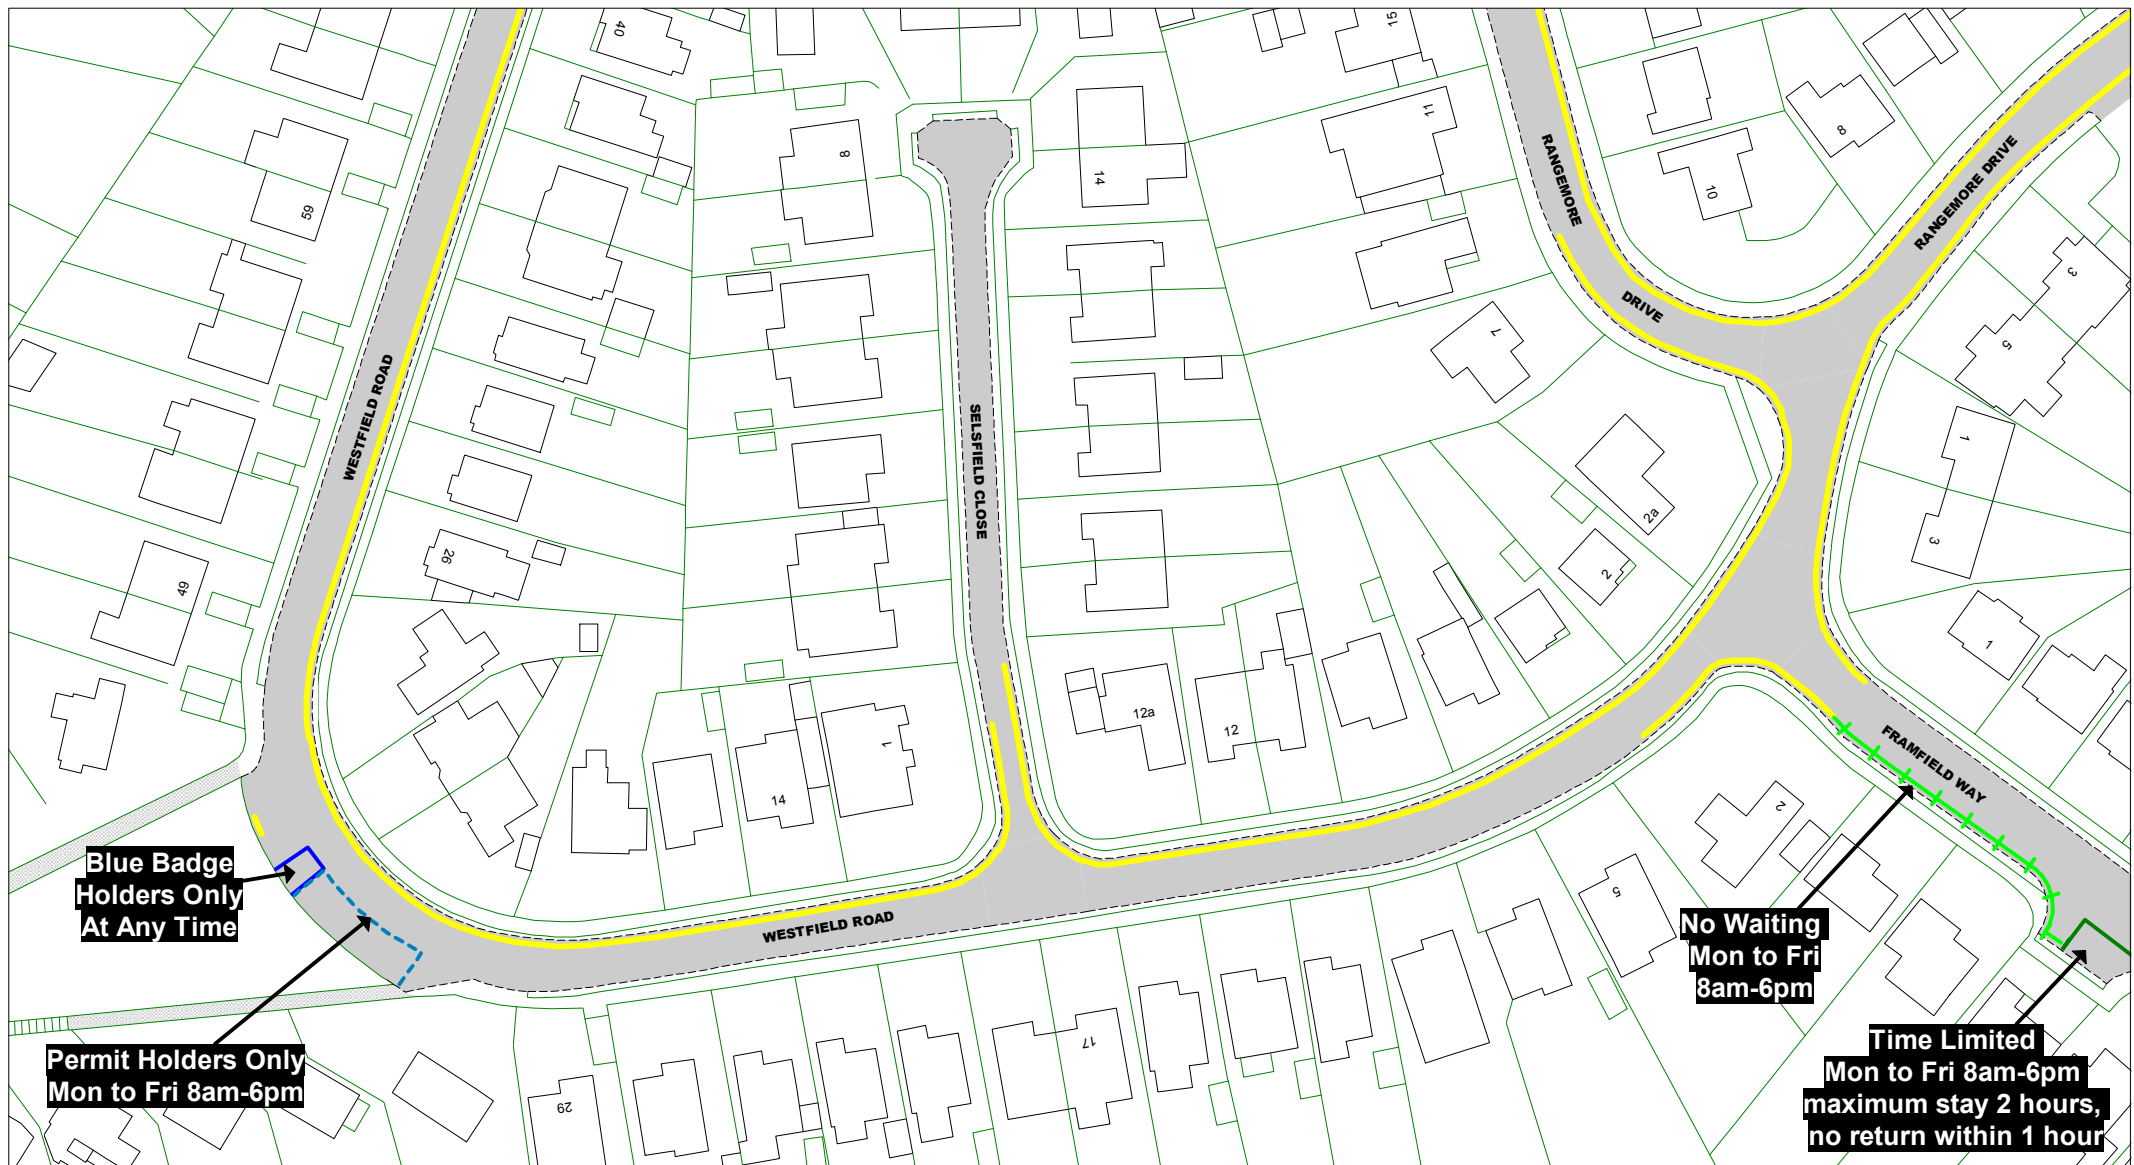 40
15
11
8
10
8
14
59
RANGEMORE
RANGEMORE DRIVE
3
DRIVE
7
5
WESTFIELD ROAD
SELSFIELD CLOSE
1
2a
3
26
49
2
1
12a
12
1
14
FRAMFIELD WAY
2
Blue Badge
Holders Only
At Any Time
5
WESTFIELD ROAD
No Waiting
Mon to Fri
8am-6pm
17
Permit Holders Only
Mon to Fri 8am-6pm
29
Time Limited
Mon to Fri 8am-6pm
maximum stay 2 hours,
no return within 1 hour